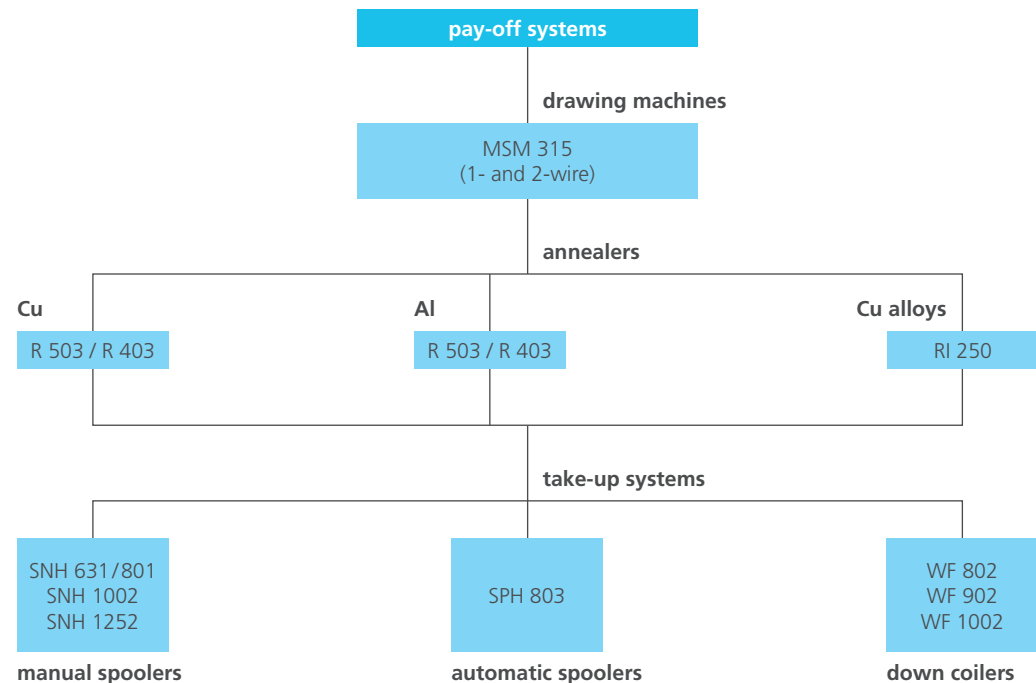 pay-off systems
drawing machines
MSM 315
(1- and 2-wire)
annealers
Cu
Al
Cu alloys
R 503 / R 403
R 503 / R 403
RI 250
take-up systems
SNH 631/801
SNH 1002
SNH 1252
SPH 803
WF 802
WF 902
WF 1002
manual spoolers
automatic spoolers
down coilers